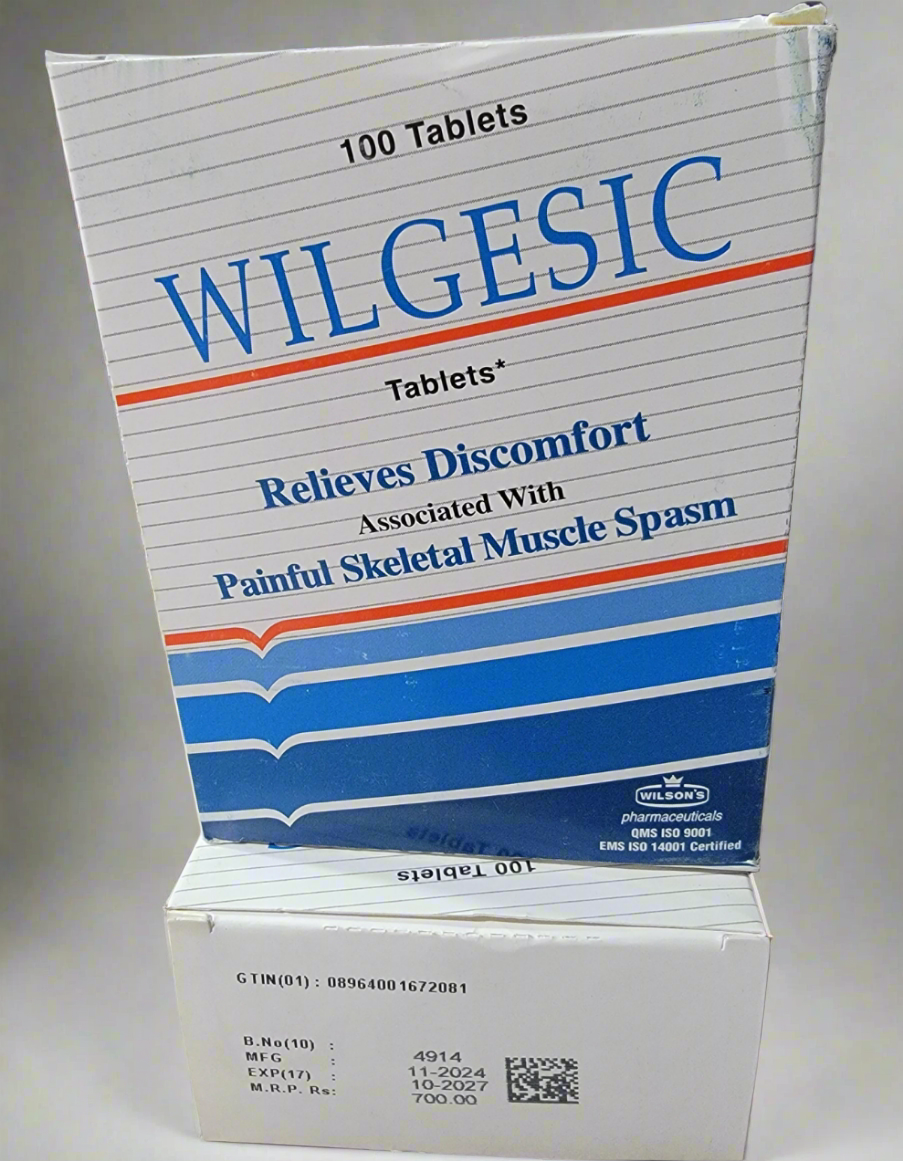 100 Tablets
WILGESIC
Tablets*
Relieves Discomfort
Associated With
Painful Skeletal Muscle Spasm
WILSON'S
pharmaceuticals
QMS ISO 9001
EMS ISO 14001 Certified
100 Tablets
GTIN(01) : 08964001672081
B.No(10) : 4914
MFG : 11-2024
EXP(17) : 10-2027
M.R.P. Rs: 700.00